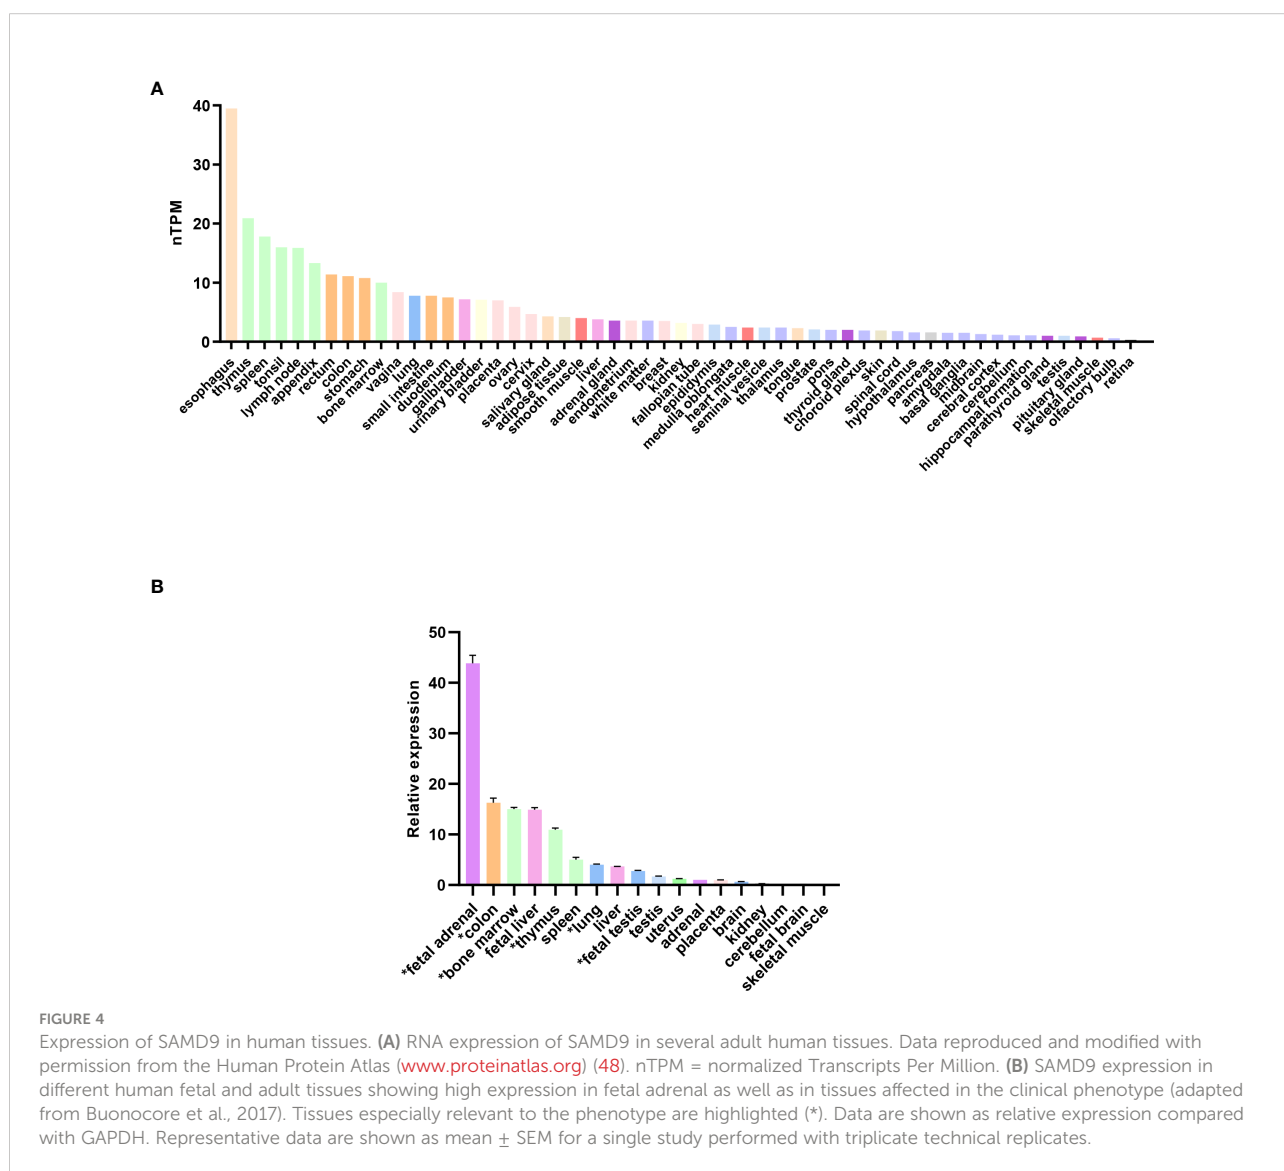 A
40
30
20
10
0
nTPM
esophagus
thymus
spleen
tonsil
lymph node
appendix
rectum
colon
stomach
bone marrow
vagina
lung
small intestine
duodenum
gallbladder
urinary bladder
placenta
ovary
cervix
salivary gland
adipose tissue
smooth muscle
liver
adrenal gland
endometrium
white matter
breast
kidney
fallopian tube
epididymis
medulla oblongata
heart muscle
seminal vesicle
thalamus
tongue
prostate
pons
thyroid gland
choroid plexus
skin
spinal cord
hypothalamus
pancreas
amygdala
basal ganglia
midbrain
cerebral cortex
cerebellum
hippocampal formation
parathyroid gland
testis
pituitary gland
skeletal muscle
olfactory bulb
retina
B
50
40
30
20
10
0
Relative expression
*fetal adrenal
*colon
*bone marrow
fetal liver
*thymus
spleen
*lung
liver
*fetal testis
testis
uterus
adrenal
placenta
brain
kidney
cerebellum
fetal brain
skeletal muscle
FIGURE 4
Expression of SAMD9 in human tissues. (A) RNA expression of SAMD9 in several adult human tissues. Data reproduced and modified with
permission from the Human Protein Atlas (www.proteinatlas.org) (48). nTPM = normalized Transcripts Per Million. (B) SAMD9 expression in
different human fetal and adult tissues showing high expression in fetal adrenal as well as in tissues affected in the clinical phenotype (adapted
from Buonocore et al., 2017). Tissues especially relevant to the phenotype are highlighted (*). Data are shown as relative expression compared
with GAPDH. Representative data are shown as mean ± SEM for a single study performed with triplicate technical replicates.